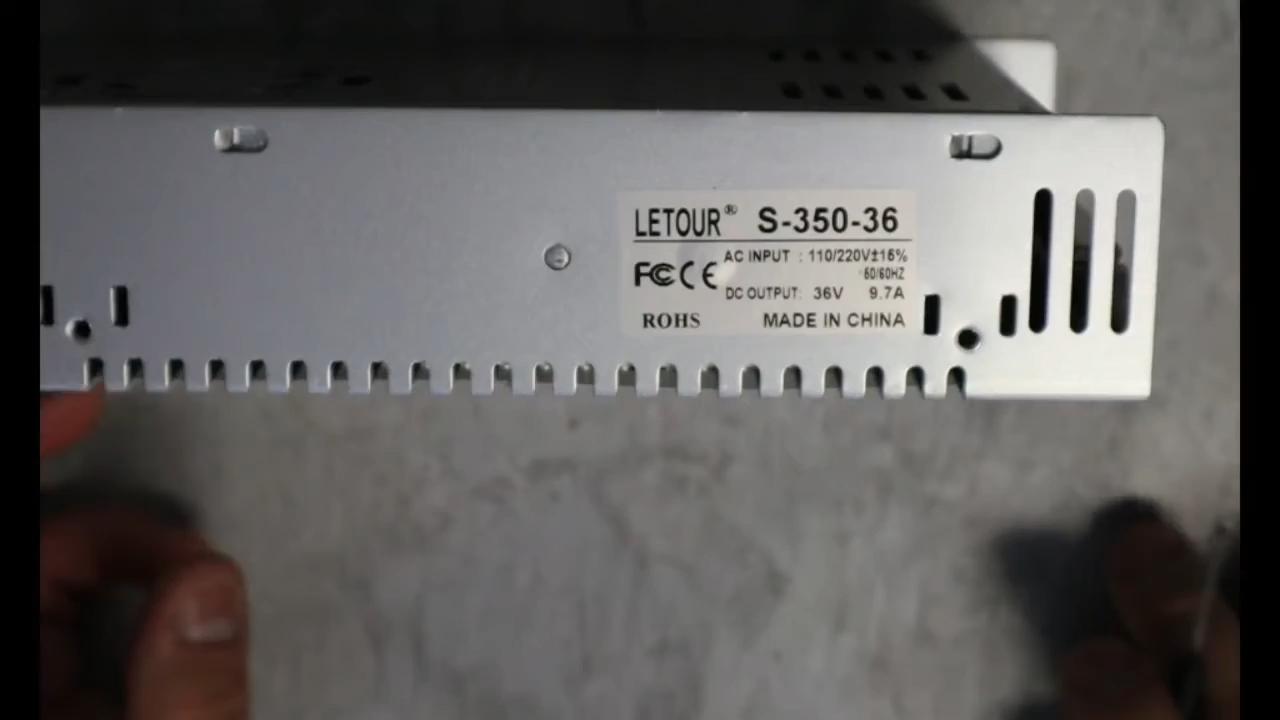 LETOUR® S-350-36
FC CE AC INPUT : 110/220V±15%
50/60HZ
DC OUTPUT: 36V 9.7A
ROHS MADE IN CHINA